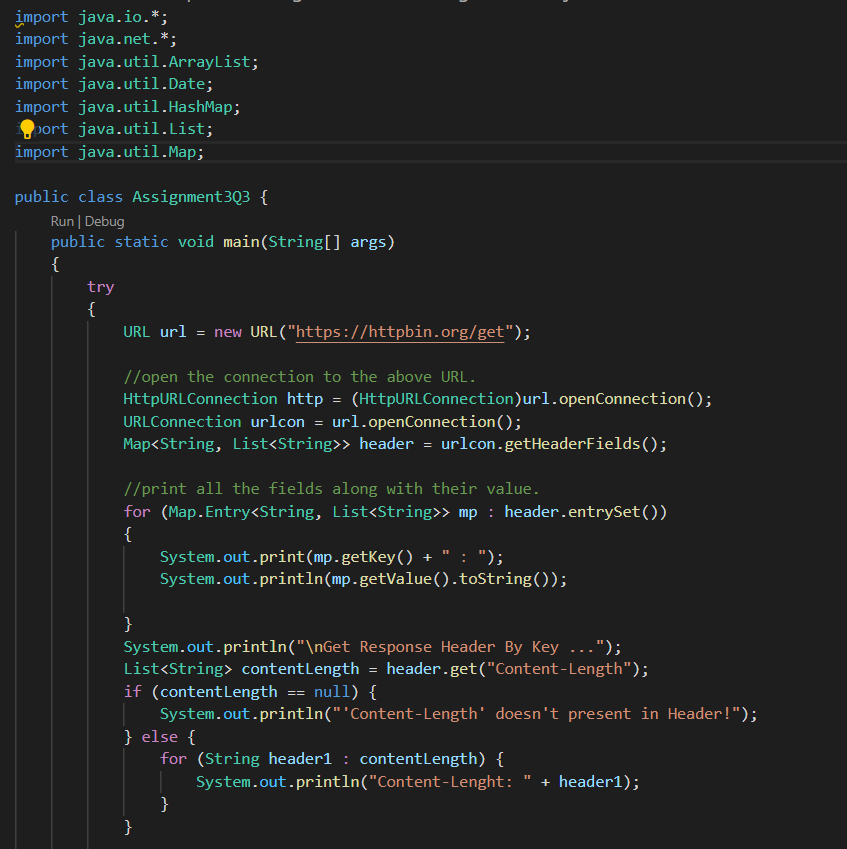 import java.io.*;
import java.net.*;
import java.util.ArrayList;
import java.util.Date;
import java.util.HashMap;
import java.util.List;
import java.util.Map;
public class Assignment3Q3 {
Run | Debug
public static void main(String[] args)
{
try
{
URL url = new URL("https://httpbin.org/get");
//open the connection to the above URL.
HttpURLConnection http = (HttpURLConnection)url.openConnection();
URLConnection urlcon = url.openConnection();
Map<String, List<String>> header = urlcon.getHeaderFields();
//print all the fields along with their value.
for (Map.Entry<String, List<String>> mp : header.entrySet())
{
System.out.print(mp.getKey() + " : ");
System.out.println(mp.getValue().toString());
}
System.out.println("\nGet Response Header By Key ...");
List<String> contentLength = header.get("Content-Length");
if (contentLength == null) {
System.out.println("'Content-Length' doesn't present in Header!");
} else {
for (String header1 : contentLength) {
System.out.println("Content-Lenght: " + header1);
}
}